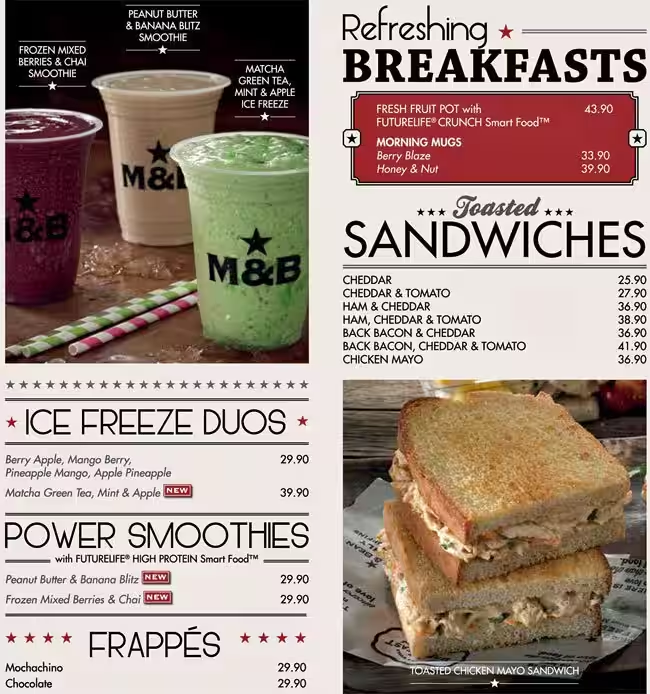 PEANUT BUTTER
& BANANA BLITZ
SMOOTHIE
FROZEN MIXED
BERRIES & CHAI
SMOOTHIE
MATCHA
GREEN TEA,
MINT & APPLE
ICE FREEZE
&B
M&B
M&B
ICE FREEZE DUOS
Berry Apple, Mango Berry, 29.90
Pineapple Mango, Apple Pineapple
Matcha Green Tea, Mint & Apple NEW 39.90
POWER SMOOTHIES
with FUTURELIFE® HIGH PROTEIN Smart Food™
Peanut Butter & Banana Blitz NEW 29.90
Frozen Mixed Berries & Chai NEW 29.90
FRAPPÉS
Mochachino 29.90
Chocolate 29.90
Refreshing
BREAKFASTS
FRESH FRUIT POT with 43.90
FUTURELIFE® CRUNCH Smart Food™
MORNING MUGS
Berry Blaze 33.90
Honey & Nut 39.90
Toasted
SANDWICHES
CHEDDAR 25.90
CHEDDAR & TOMATO 27.90
HAM & CHEDDAR 36.90
HAM, CHEDDAR & TOMATO 38.90
BACK BACON & CHEDDAR 36.90
BACK BACON, CHEDDAR & TOMATO 41.90
CHICKEN MAYO 36.90
TOASTED CHICKEN MAYO SANDWICH